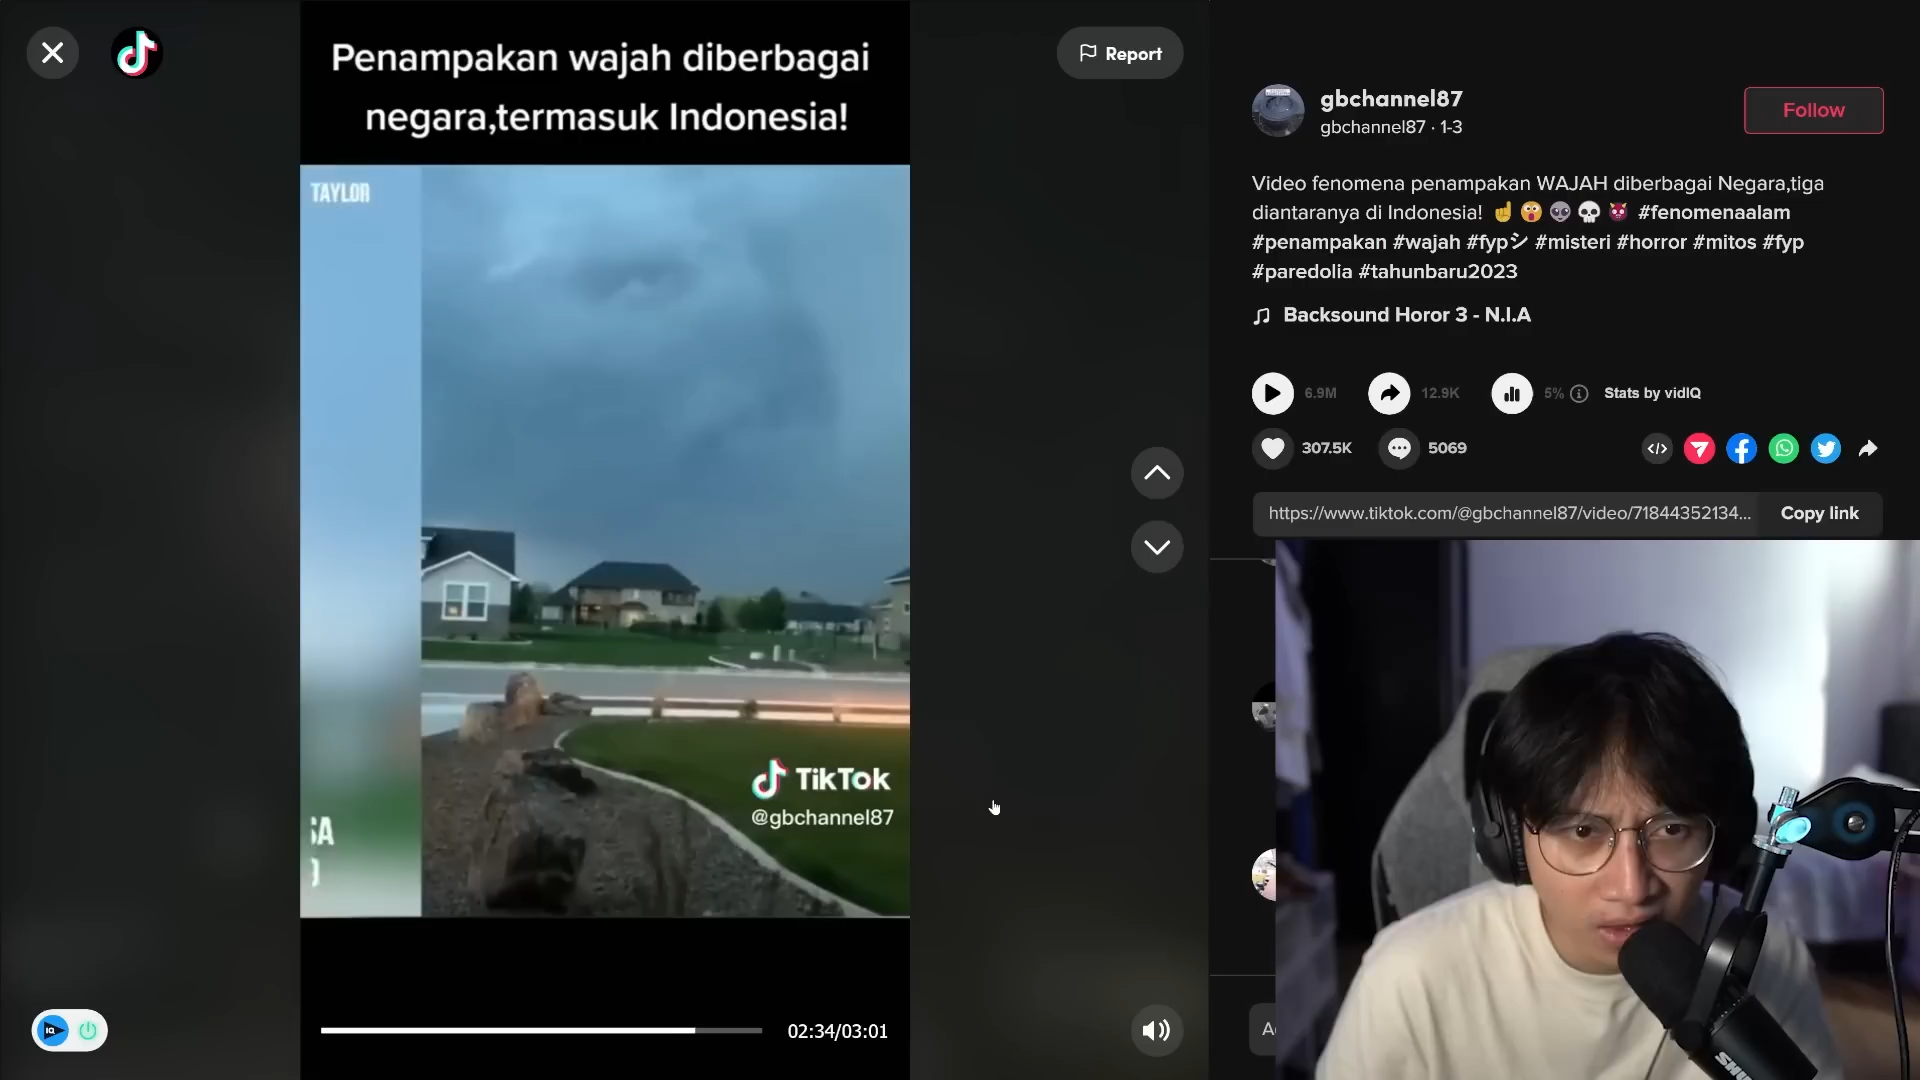 Penampakan wajah diberbagai
negara,termasuk Indonesia!
Report
TAYLOR
TikTok
@gbchannel87
02:34/03:01
gbchannel87
gbchannel87 · 1-3
Follow
Video fenomena penampakan WAJAH diberbagai Negara,tiga
diantaranya di Indonesia! ☝😲👽💀👿 #fenomenaalam
#penampakan #wajah #fypシ #misteri #horror #mitos #fyp
#paredolia #tahunbaru2023
Backsound Horor 3 - N.I.A
6.9M 12.9K 5% Stats by vidIQ
307.5K 5069
https://www.tiktok.com/@gbchannel87/video/71844352134...
Copy link